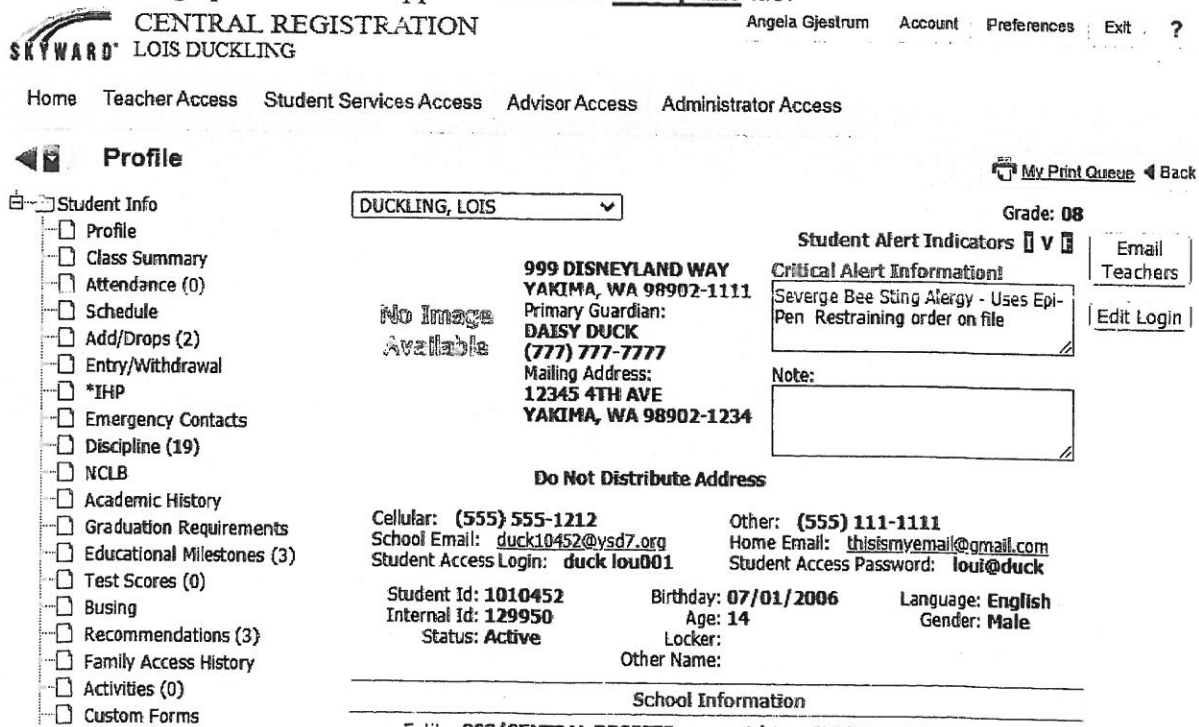 CENTRAL REGISTRATION
SKYWARD® LOIS DUCKLING
Angela Gjestrum Account Preferences Exit ?
Home Teacher Access Student Services Access Advisor Access Administrator Access
Profile
My Print Queue Back
Student Info
Profile
Class Summary
Attendance (0)
Schedule
Add/Drops (2)
Entry/Withdrawal
*IHP
Emergency Contacts
Discipline (19)
NCLB
Academic History
Graduation Requirements
Educational Milestones (3)
Test Scores (0)
Busing
Recommendations (3)
Family Access History
Activities (0)
Custom Forms
DUCKLING, LOIS
Grade: 08
No Image
Available
999 DISNEYLAND WAY
YAKIMA, WA 98902-1111
Primary Guardian:
DAISY DUCK
(777) 777-7777
Mailing Address:
12345 4TH AVE
YAKIMA, WA 98902-1234
Student Alert Indicators I V E
Critical Alert Information!
Severge Bee Sting Alergy - Uses Epi-
Pen Restraining order on file
Note:
Email
Teachers
Edit Login
Do Not Distribute Address
Cellular: (555) 555-1212 Other: (555) 111-1111
School Email: duck10452@ysd7.org Home Email: thisismyemail@gmail.com
Student Access Login: duck lou001 Student Access Password: loui@duck
Student Id: 1010452 Birthday: 07/01/2006 Language: English
Internal Id: 129950 Age: 14 Gender: Male
Status: Active Locker:
Other Name:
School Information